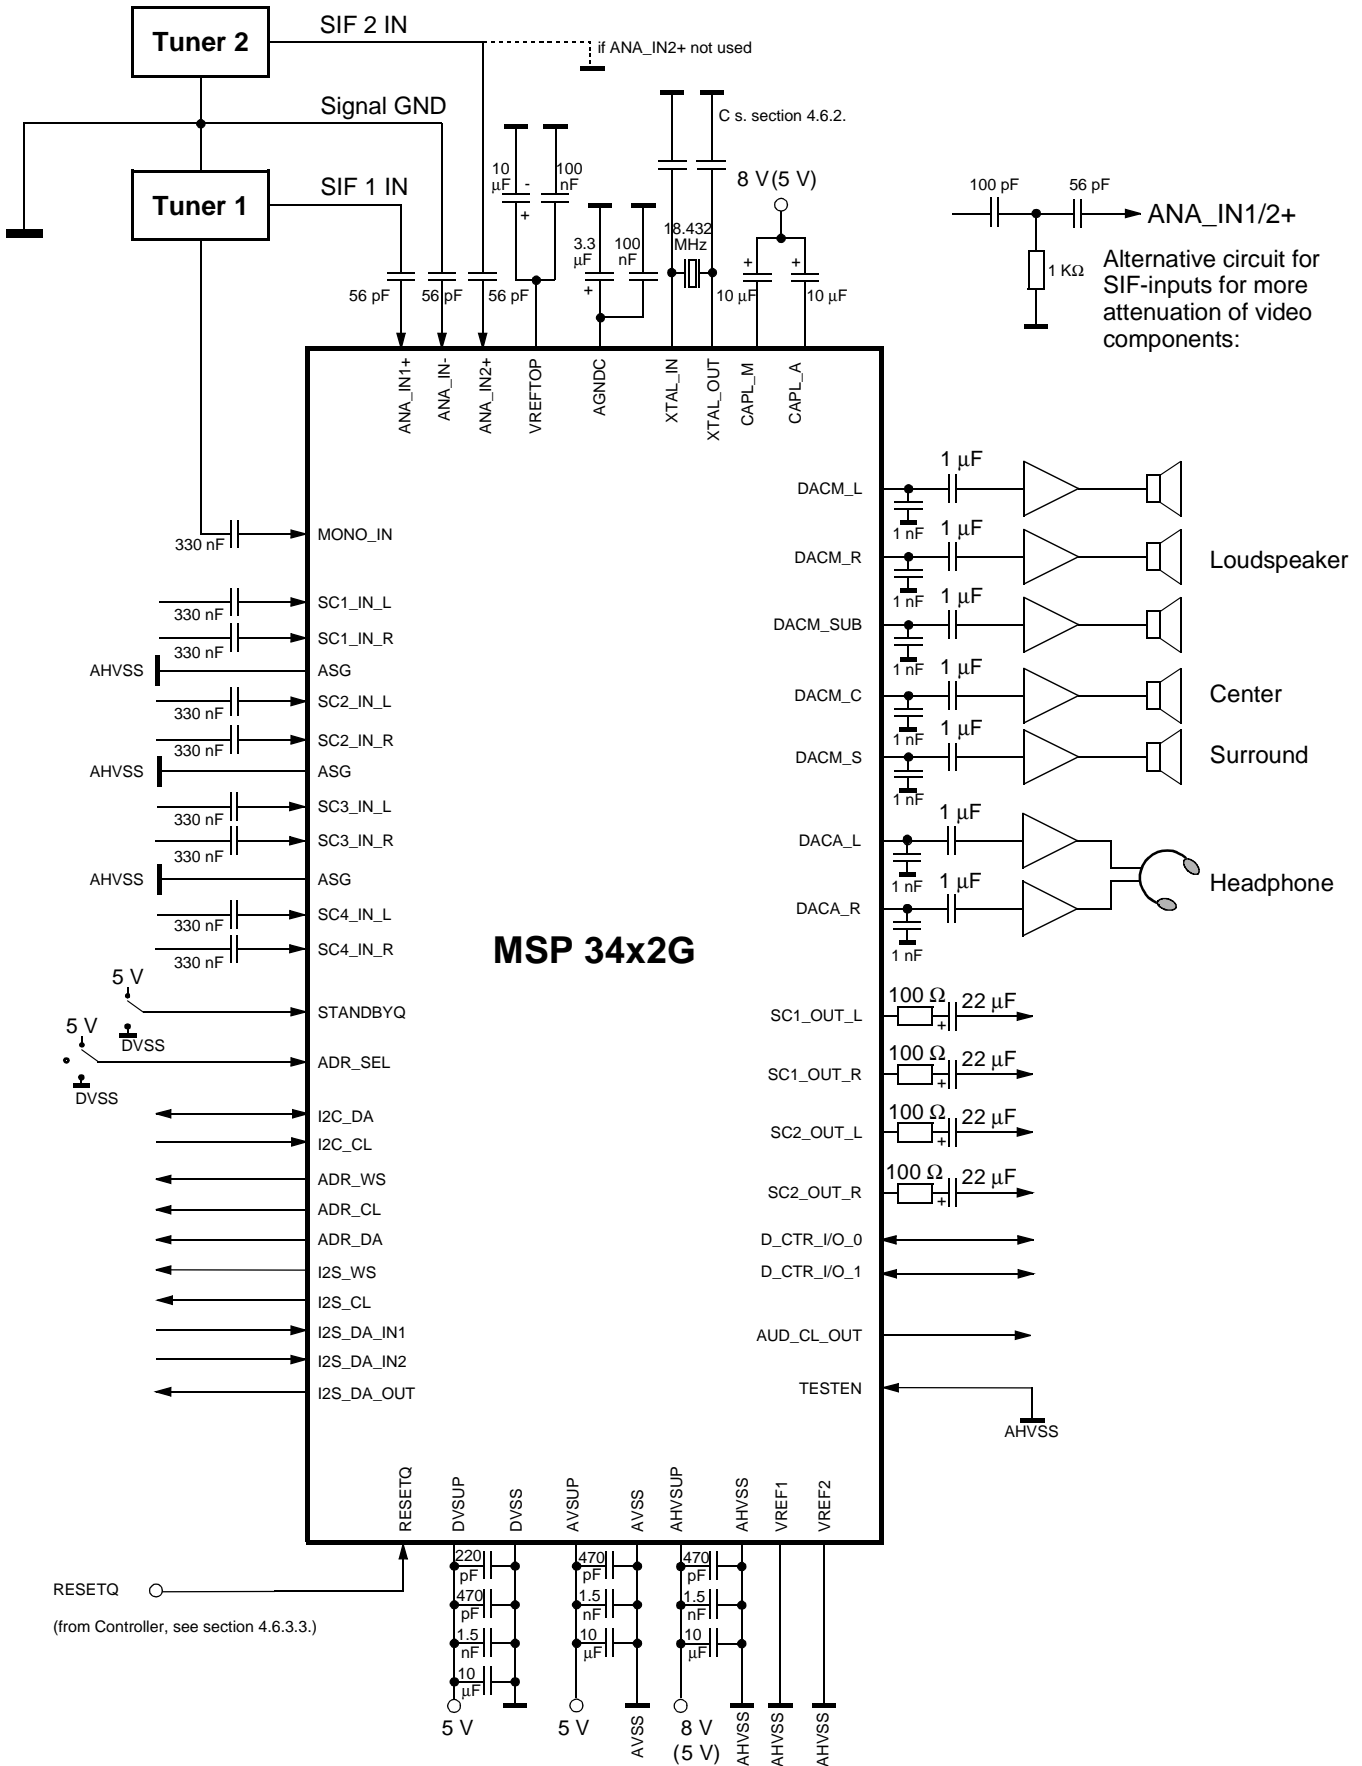 SIF 2 IN
Tuner 2
if ANA_IN2+ not used
Signal GND
C s. section 4.6.2.
10
μF
-
+
100
nF
8 V(5 V)
SIF 1 IN
Tuner 1
100 pF
56 pF
ANA_IN1/2+
1 KΩ
Alternative circuit for
SIF-inputs for more
attenuation of video
components:
18.432
MHz
3.3
μF
+
100
nF
+
+
56 pF
56 pF
56 pF
10 μF
10 μF
ANA_IN1+
ANA_IN-
ANA_IN2+
VREFTOP
AGNDC
XTAL_IN
XTAL_OUT
CAPL_M
CAPL_A
330 nF
MONO_IN
330 nF
SC1_IN_L
330 nF
SC1_IN_R
AHVSS
ASG
330 nF
SC2_IN_L
330 nF
SC2_IN_R
AHVSS
ASG
330 nF
SC3_IN_L
330 nF
SC3_IN_R
AHVSS
ASG
330 nF
SC4_IN_L
330 nF
SC4_IN_R
5 V
DVSS
STANDBYQ
5 V
DVSS
ADR_SEL
I2C_DA
I2C_CL
ADR_WS
ADR_CL
ADR_DA
I2S_WS
I2S_CL
I2S_DA_IN1
I2S_DA_IN2
I2S_DA_OUT
MSP 34x2G
DACM_L
1 μF
1 nF
DACM_R
1 μF
1 nF
Loudspeaker
DACM_SUB
1 μF
1 nF
DACM_C
1 μF
1 nF
Center
DACM_S
1 μF
1 nF
Surround
DACA_L
1 μF
1 nF
Headphone
DACA_R
1 μF
1 nF
SC1_OUT_L
100 Ω
+
22 μF
SC1_OUT_R
100 Ω
+
22 μF
SC2_OUT_L
100 Ω
+
22 μF
SC2_OUT_R
100 Ω
+
22 μF
D_CTR_I/O_0
D_CTR_I/O_1
AUD_CL_OUT
TESTEN
AHVSS
RESETQ
DVSUP
DVSS
AVSUP
AVSS
AHVSUP
AHVSS
VREF1
VREF2
RESETQ
(from Controller, see section 4.6.3.3.)
220
pF
470
pF
1.5
nF
10
μF
5 V
470
pF
1.5
nF
10
μF
5 V
AVSS
470
pF
1.5
nF
10
μF
8 V
(5 V)
AHVSS
AHVSS
AHVSS